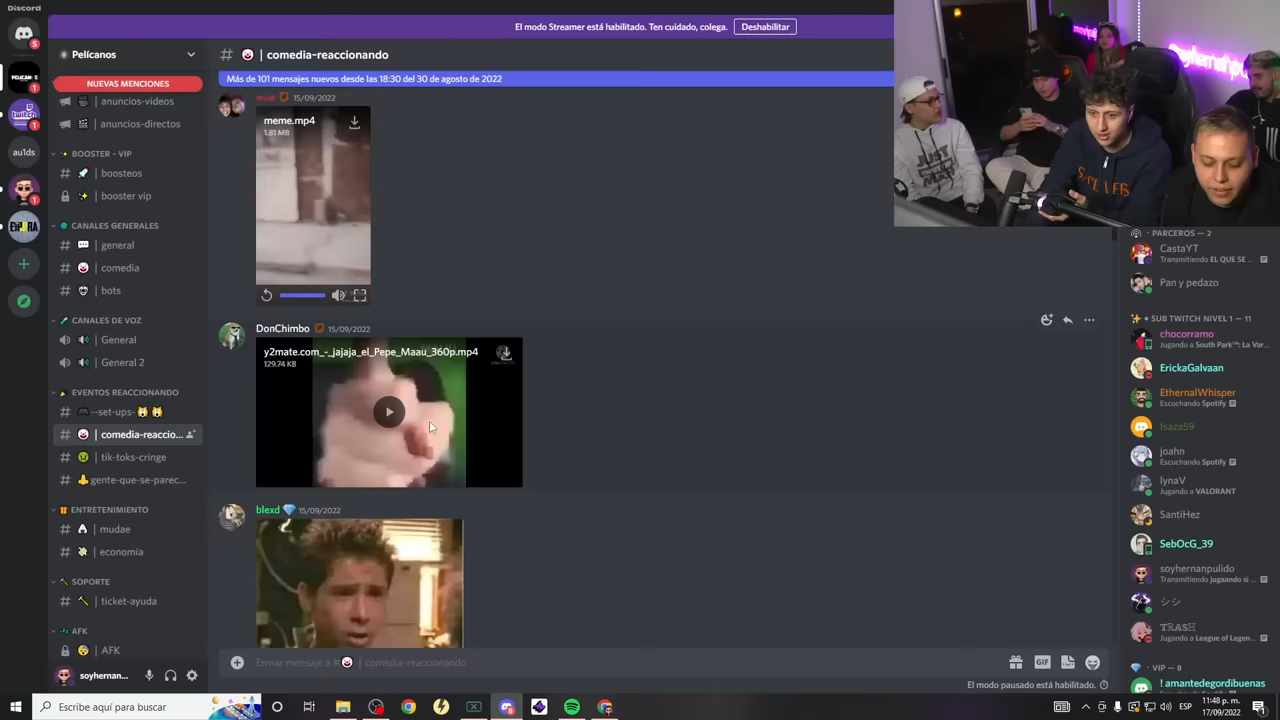 Discord
El modo Streamer está habilitado. Ten cuidado, colega.
Deshabilitar
Pelícanos
# | comedia-reaccionando
NUEVAS MENCIONES
Más de 101 mensajes nuevos desde las 18:30 del 30 de agosto de 2022
| anuncios-videos
| anuncios-directos
BOOSTER - VIP
| boosteos
| booster vip
CANALES GENERALES
# | general
# | comedia
# | bots
CANALES DE VOZ
| General
| General 2
EVENTOS REACCIONANDO
# --set-ups-
# | comedia-reaccio...
# | tik-toks-cringe
# gente-que-se-parec...
ENTRETENIMIENTO
# | mudae
# | economía
SOPORTE
# | ticket-ayuda
AFK
| AFK
soyhernan...
15/09/2022
meme.mp4
1.81 MB
DonChimbo 15/09/2022
y2mate.com_-_jajaja_el_Pepe_Maau_360p.mp4
129.74 KB
blexd 15/09/2022
Enviar mensaje a # | comedia-reaccionando
GIF
El modo pausado está habilitado.
JUST
PARCEROS — 2
CastaYT
Transmitiendo EL QUE SE ...
Pan y pedazo
SUB TWITCH NIVEL 1 — 11
chocorramo
Jugando a South Park™: La Var...
ErickaGalvaan
EthernalWhisper
Escuchando Spotify
Isaza59
joahn
Escuchando Spotify
lynaV
Jugando a VALORANT
SantiHez
SebOcG_39
soyhernanpulido
Transmitiendo jugaando si ...
シシ
TRASH
Jugando a League of Legen...
VIP — 8
! amantedegordibuenas
Escribe aquí para buscar
ESP
11:48 p. m.
17/09/2022